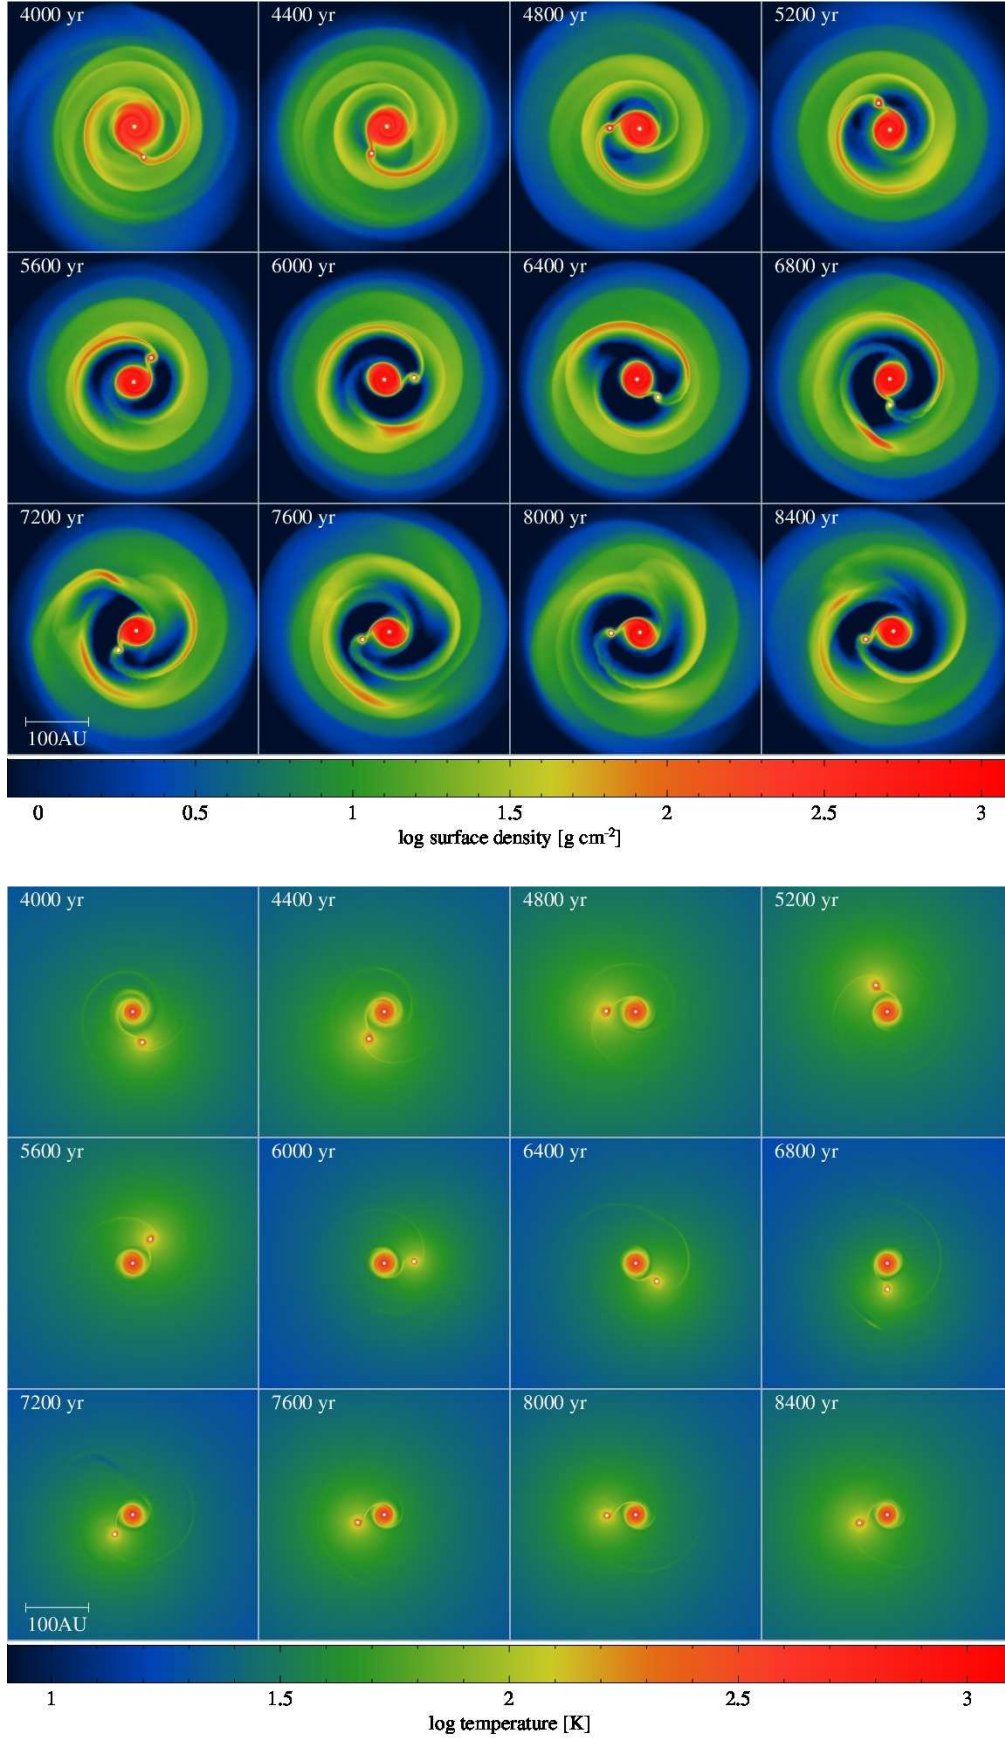 4000 yr 4400 yr 4800 yr 5200 yr
5600 yr 6000 yr 6400 yr 6800 yr
7200 yr 7600 yr 8000 yr 8400 yr
100AU
0 0.5 1 1.5 2 2.5 3
log surface density [g cm⁻²]
4000 yr 4400 yr 4800 yr 5200 yr
5600 yr 6000 yr 6400 yr 6800 yr
7200 yr 7600 yr 8000 yr 8400 yr
100AU
1 1.5 2 2.5 3
log temperature [K]